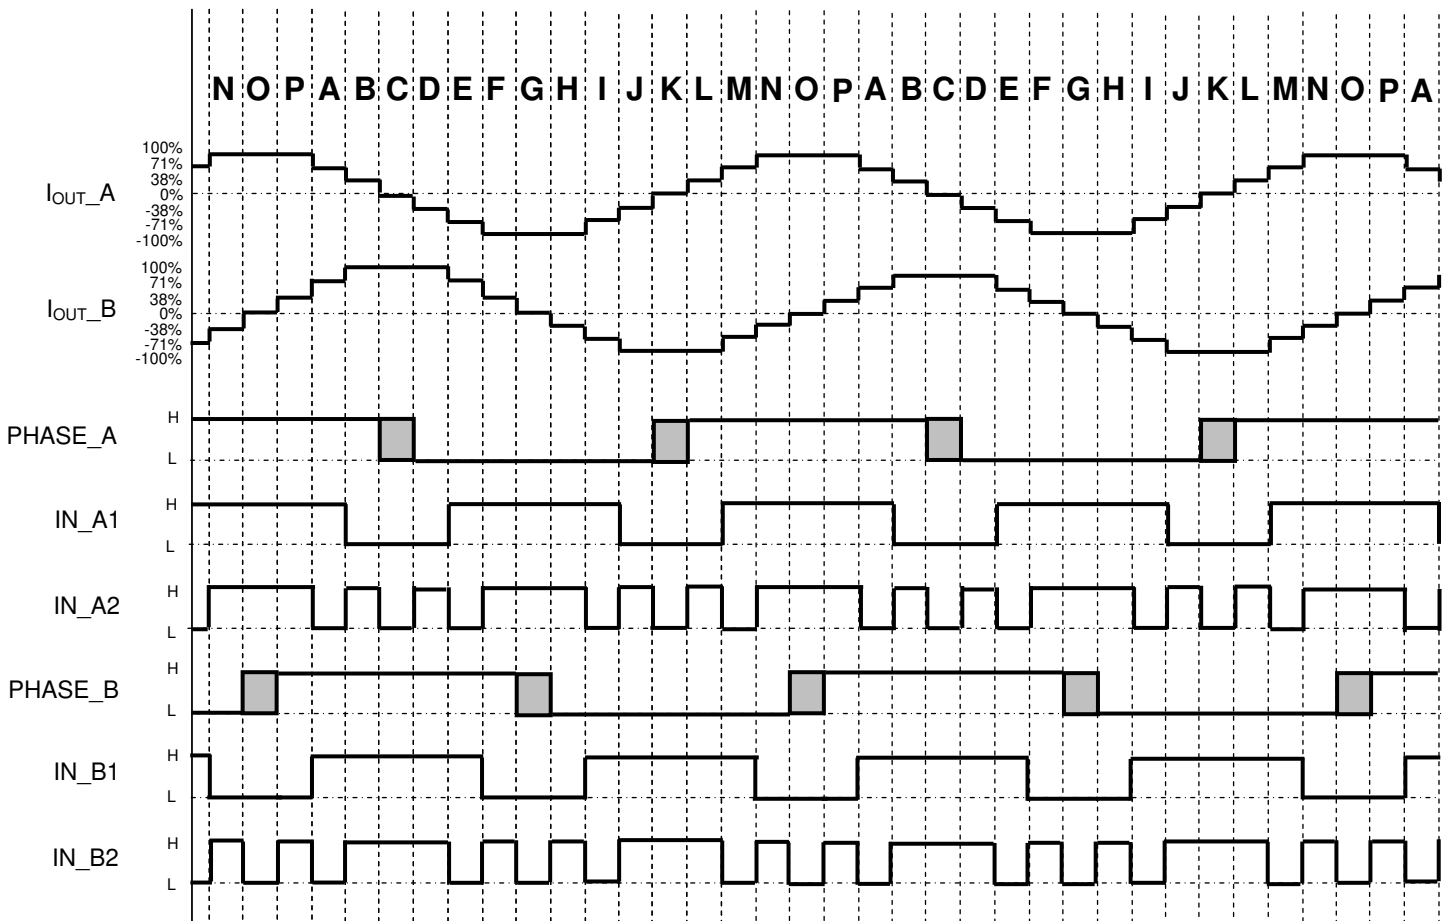 N O P A B C D E F G H I J K L M N O P A B C D E F G H I J K L M N O P A
100%
71%
38%
0%
-38%
-71%
-100%
IOUT_A
100%
71%
38%
0%
-38%
-71%
-100%
IOUT_B
H
PHASE_A
L
H
IN_A1
L
H
IN_A2
L
H
PHASE_B
L
H
IN_B1
L
H
IN_B2
L